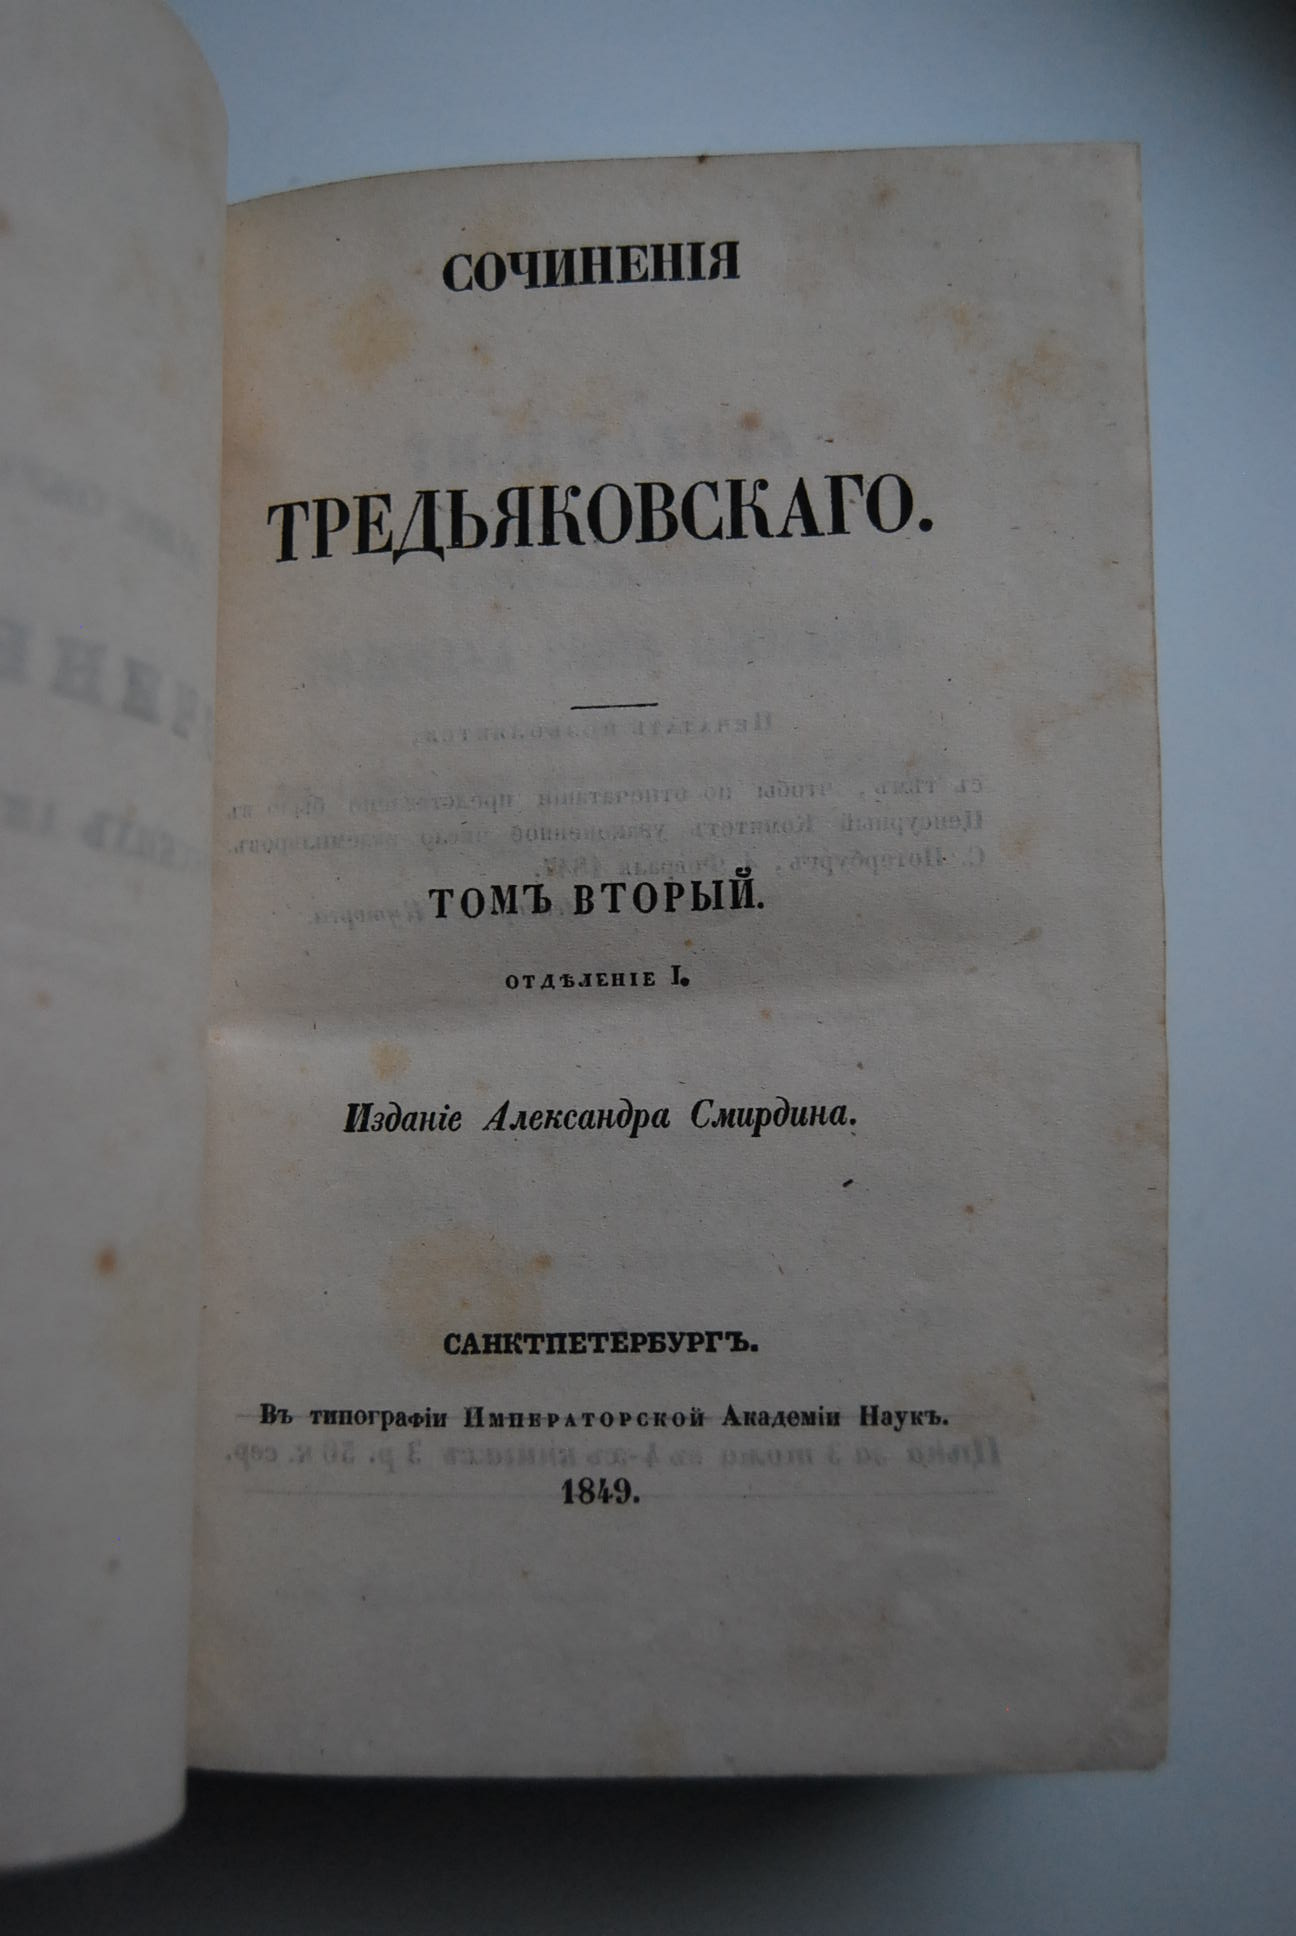 СОЧИНЕНІЯ
ТРЕДЬЯКОВСКАГО.
ТОМЪ ВТОРЫЙ.
ОТДѢЛЕНІЕ I.
Изданіе Александра Смирдина.
САНКТПЕТЕРБУРГЪ.
Въ типографіи Императорской Академіи Наукъ.
1849.